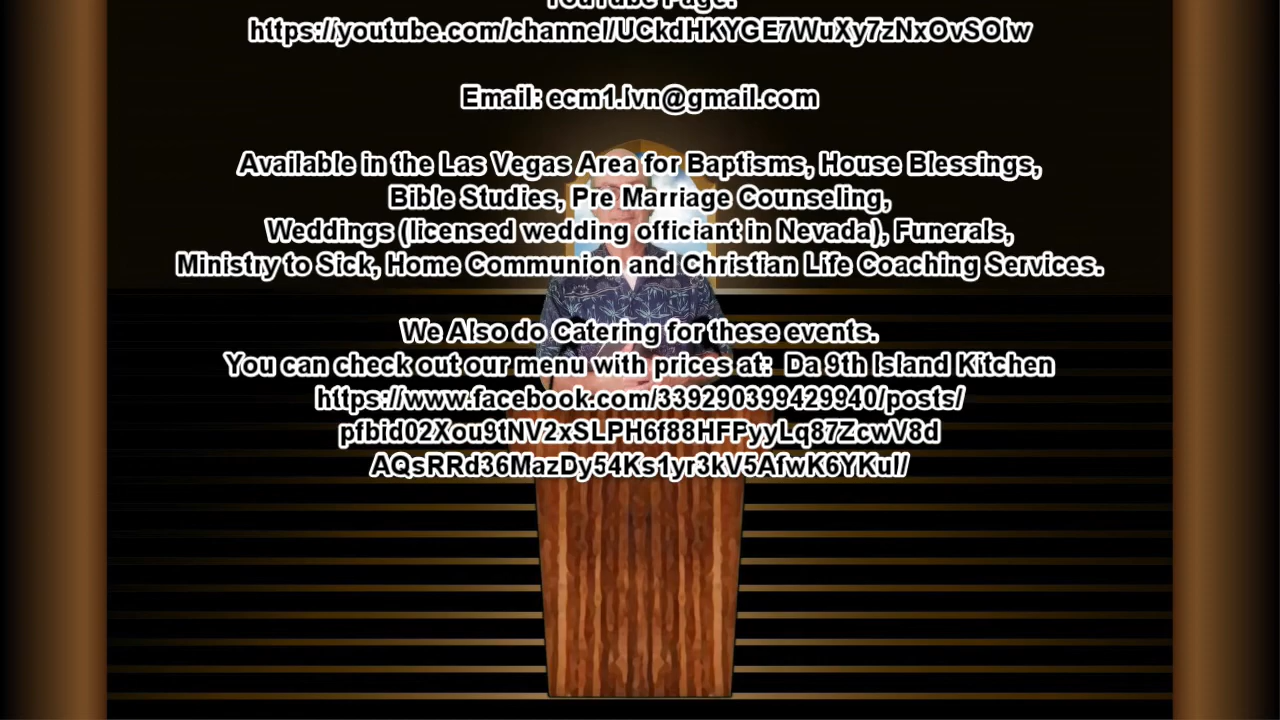 YouTube Page:
https://youtube.com/channel/UCkdHKYGE7WuXy7zNxOvSOlw
Email: ecm1.lvn@gmail.com
Available in the Las Vegas Area for Baptisms, House Blessings,
Bible Studies, Pre Marriage Counseling,
Weddings (licensed wedding officiant in Nevada), Funerals,
Ministry to Sick, Home Communion and Christian Life Coaching Services.
We Also do Catering for these events.
You can check out our menu with prices at:  Da 9th Island Kitchen
https://www.facebook.com/339290399429940/posts/
pfbid02Xou9tNV2xSLPH6f88HFPyyLq87ZcwV8d
AQsRRd36MazDy54Ks1yr3kV5AfwK6YKul/